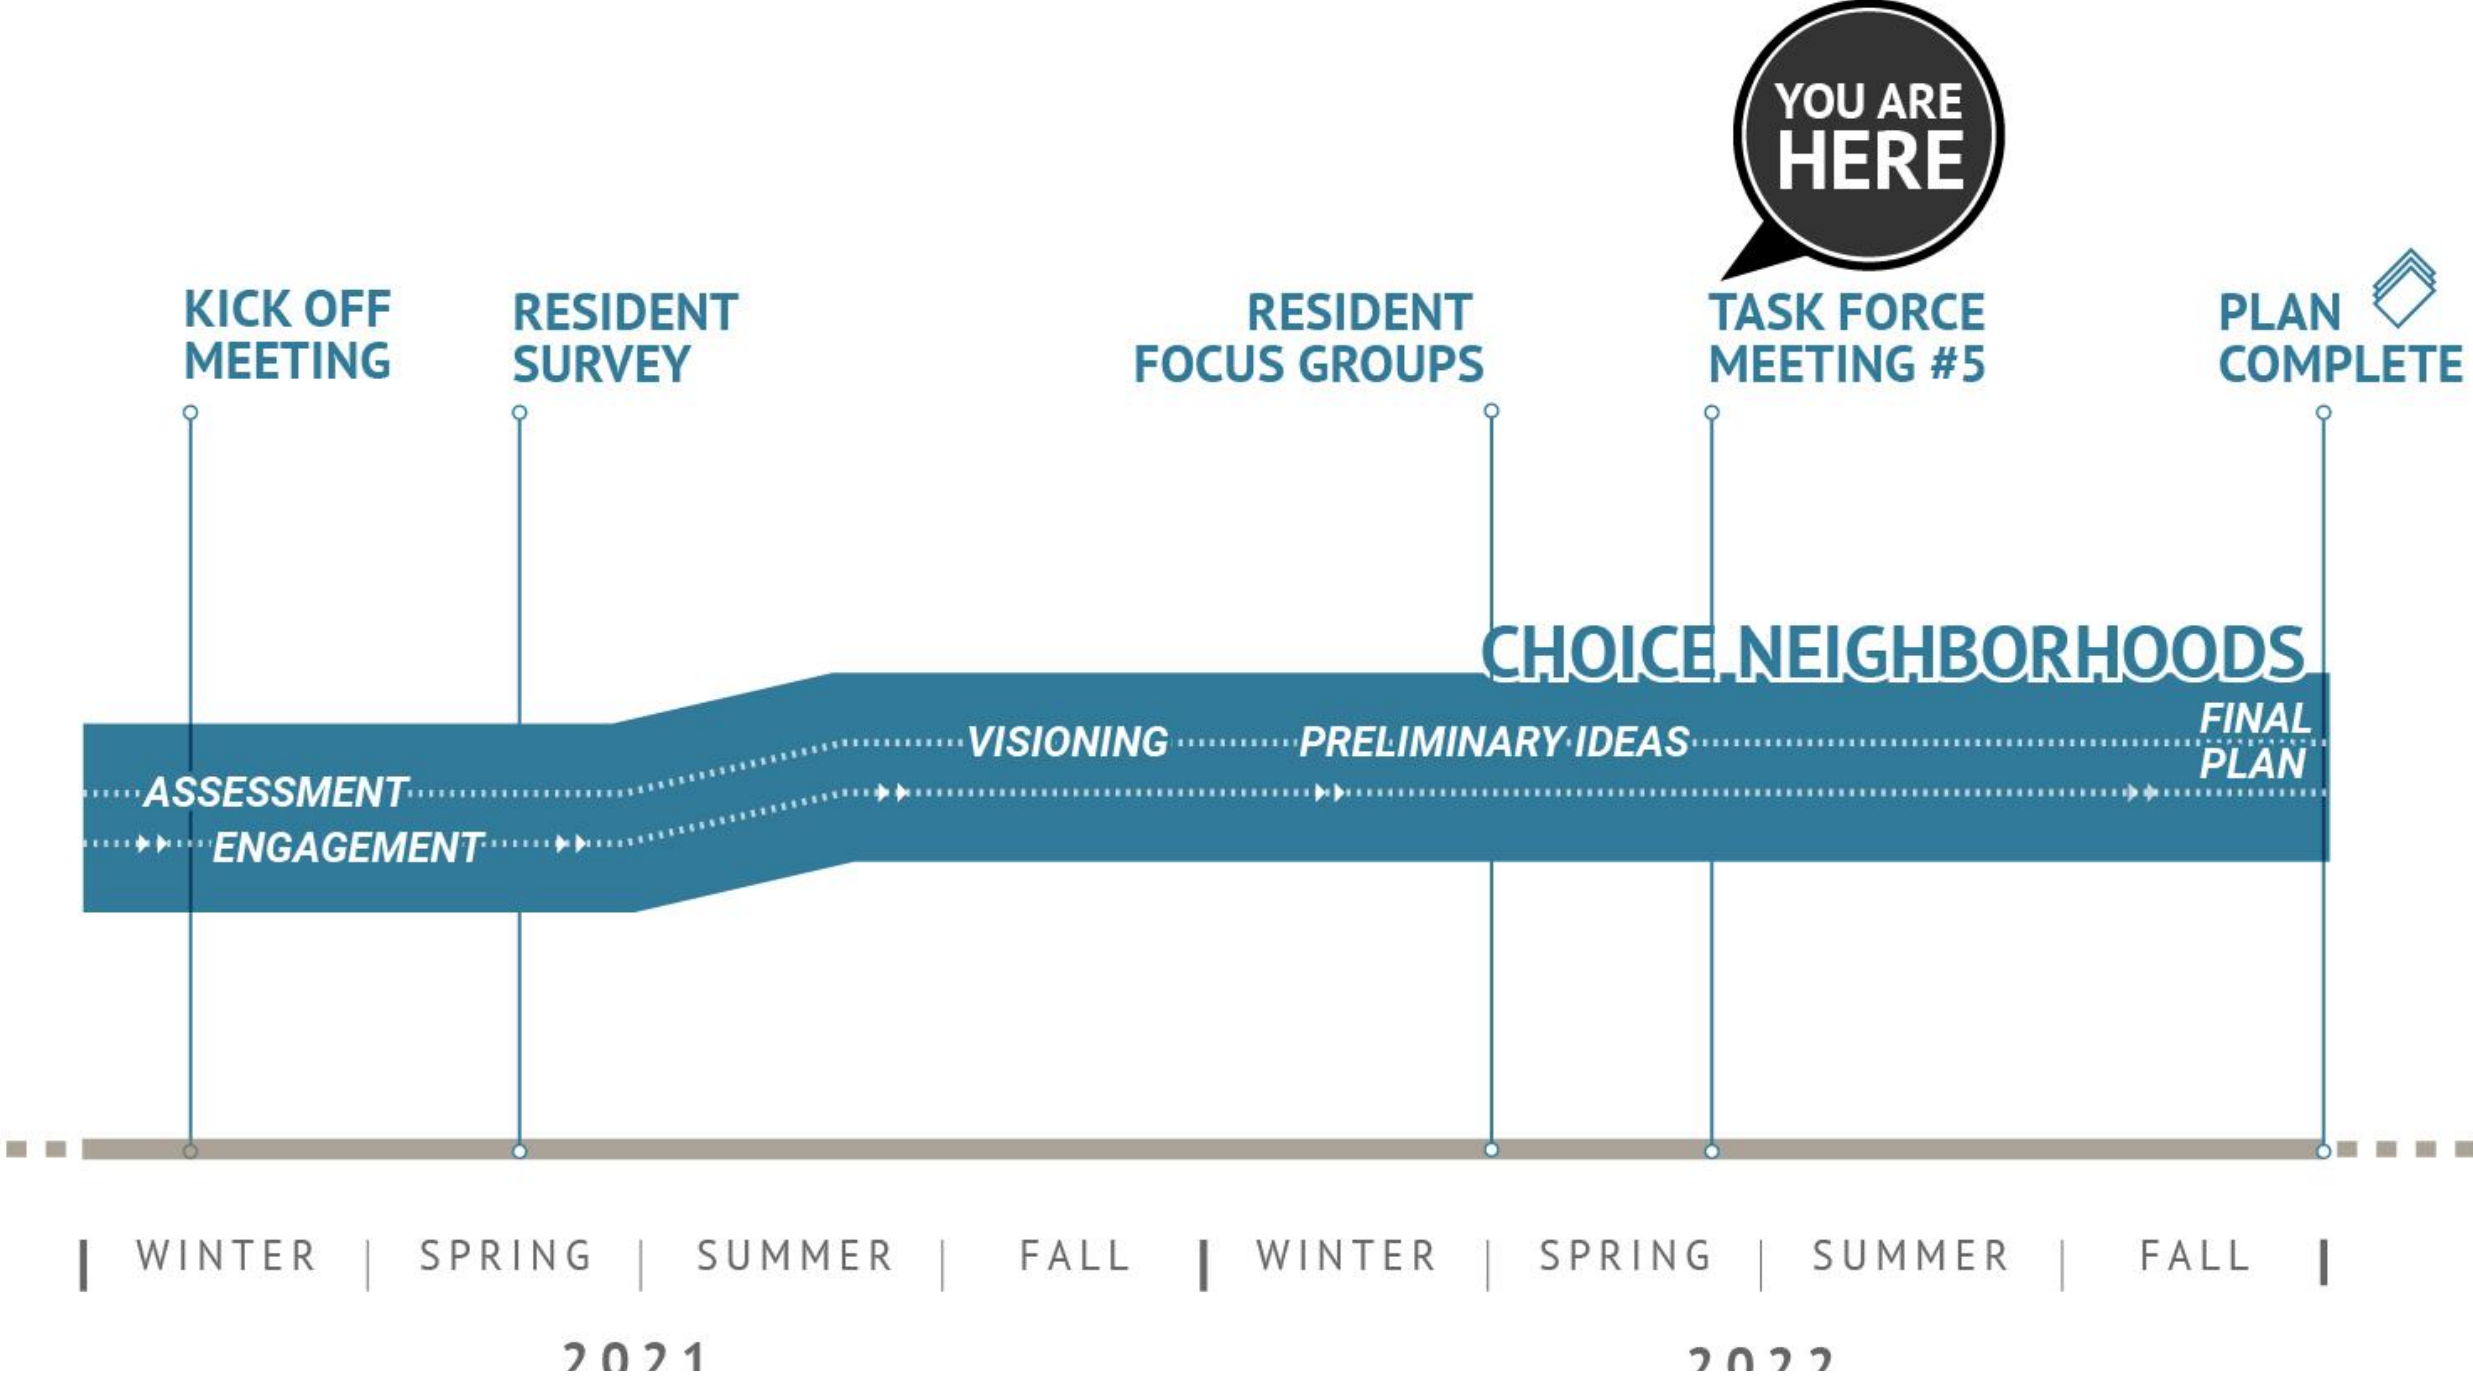 YOU ARE
HERE
KICK OFF
MEETING
RESIDENT
SURVEY
RESIDENT
FOCUS GROUPS
TASK FORCE
MEETING #5
PLAN
COMPLETE
CHOICE NEIGHBORHOODS
ASSESSMENT
ENGAGEMENT
VISIONING
PRELIMINARY IDEAS
FINAL
PLAN
WINTER
SPRING
SUMMER
FALL
WINTER
SPRING
SUMMER
FALL
2021
2022